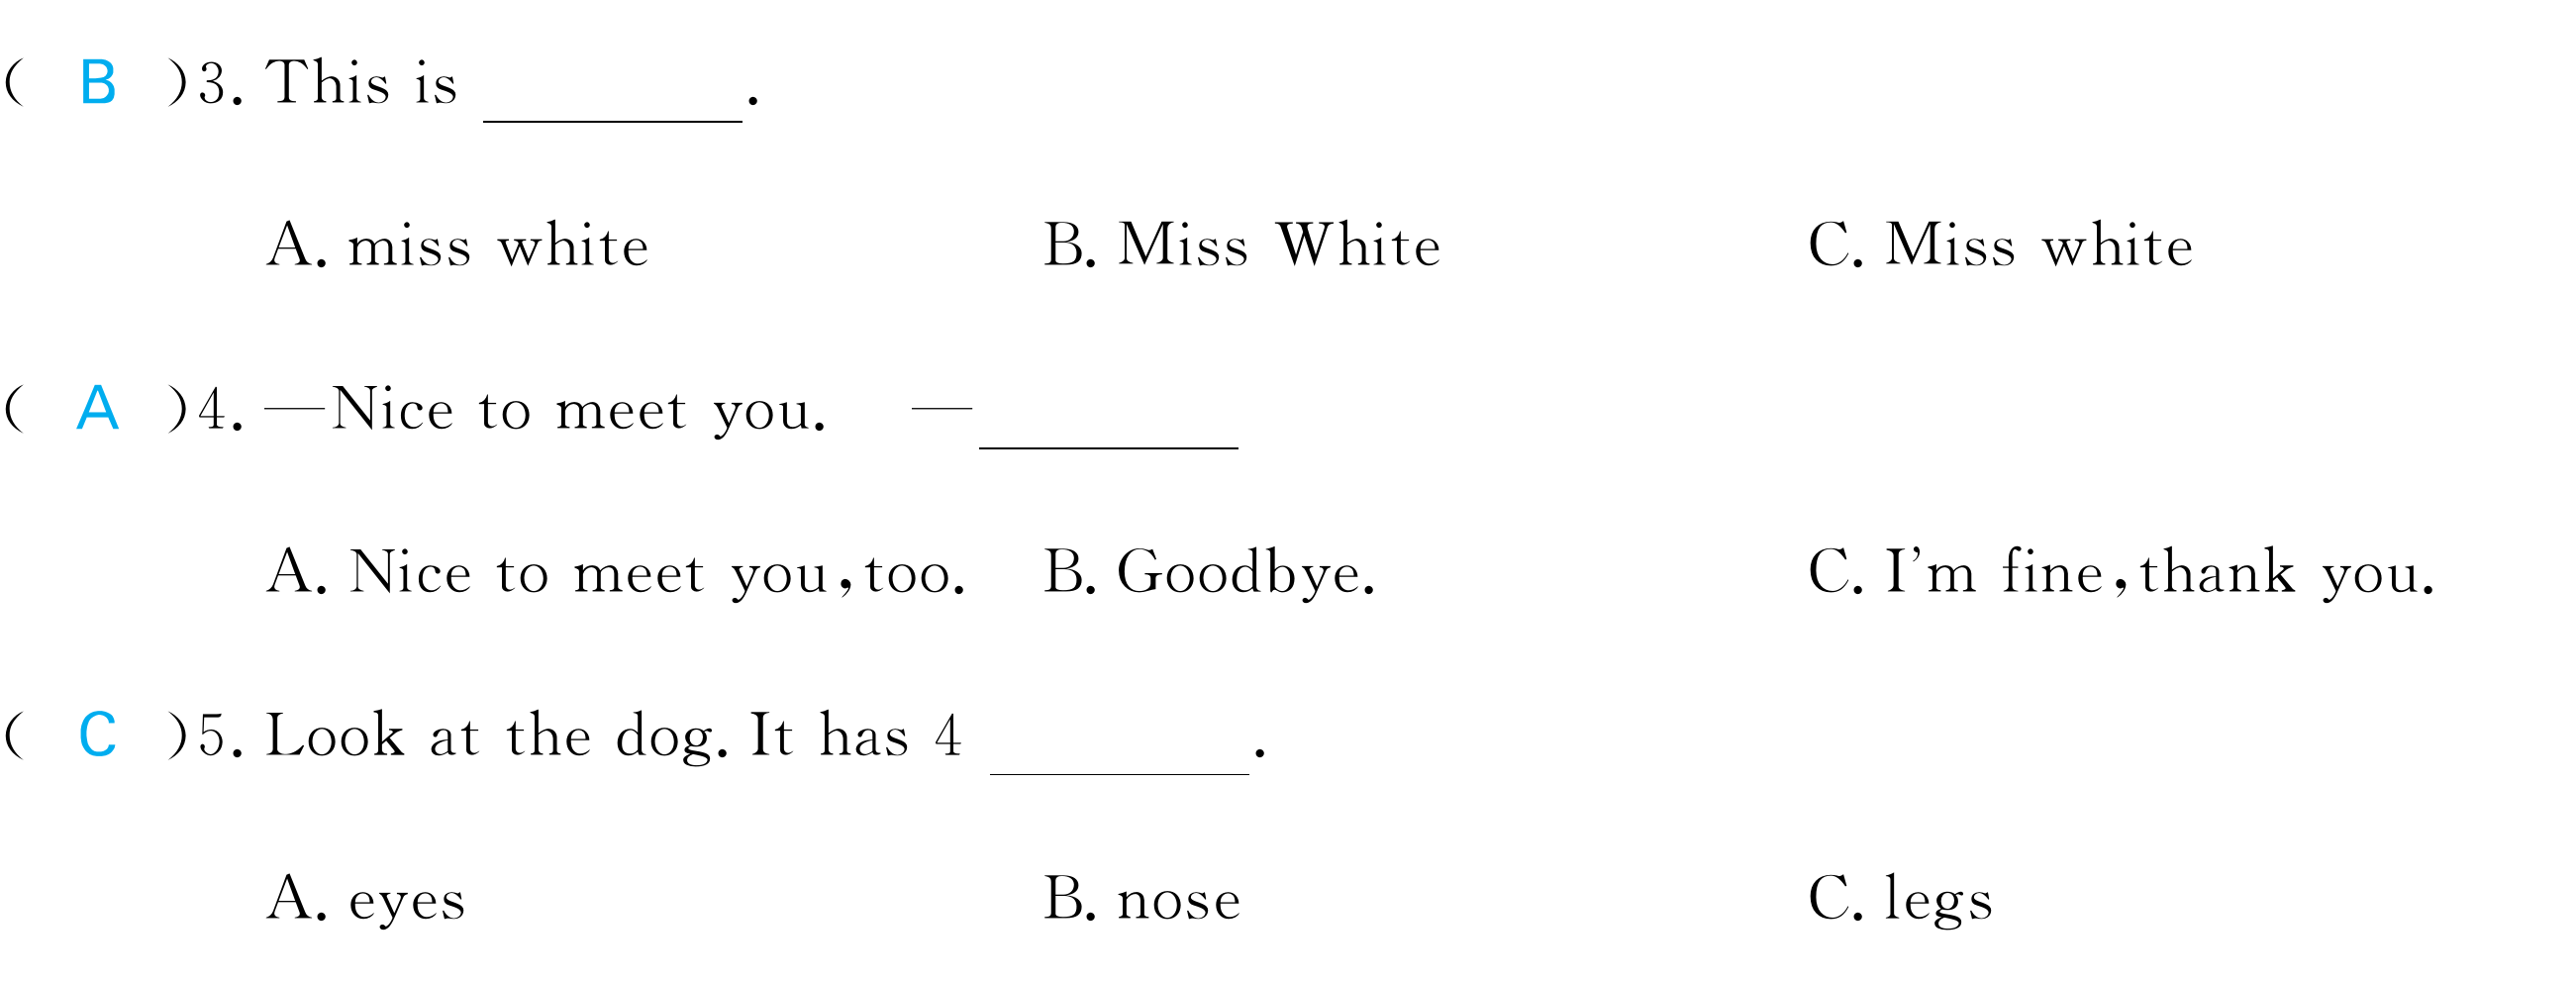 ( B )3. This is ________.
A. miss white B. Miss White C. Miss white
( A )4. —Nice to meet you. —________
A. Nice to meet you,too. B. Goodbye. C. I'm fine,thank you.
( C )5. Look at the dog. It has 4 ________.
A. eyes B. nose C. legs